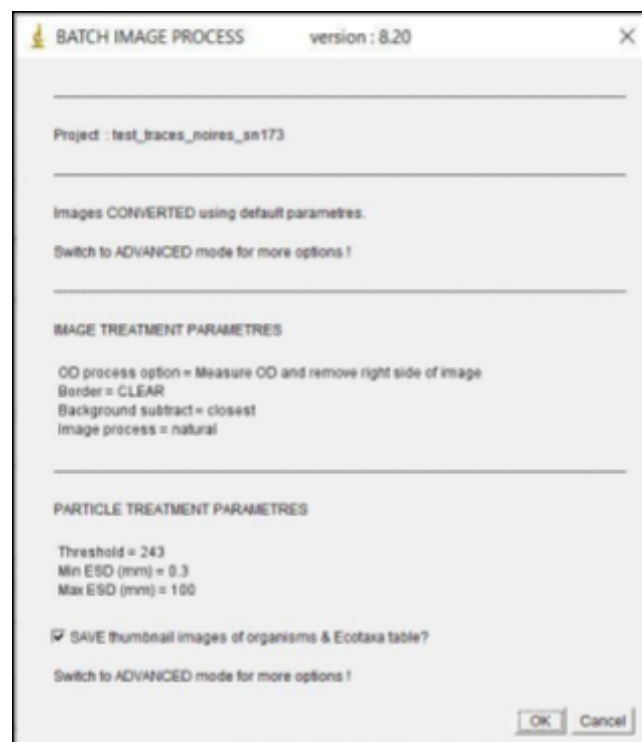 BATCH IMAGE PROCESS version : 8.20
Project : test_traces_noires_sn173
Images CONVERTED using default parametres.
Switch to ADVANCED mode for more options !
IMAGE TREATMENT PARAMETRES
OD process option = Measure OD and remove right side of image
Border = CLEAR
Background subtract = closest
Image process = natural
PARTICLE TREATMENT PARAMETRES
Threshold = 243
Min ESD (mm) = 0.3
Max ESD (mm) = 100
SAVE thumbnail images of organisms & Ecotaxa table?
Switch to ADVANCED mode for more options !
OK Cancel